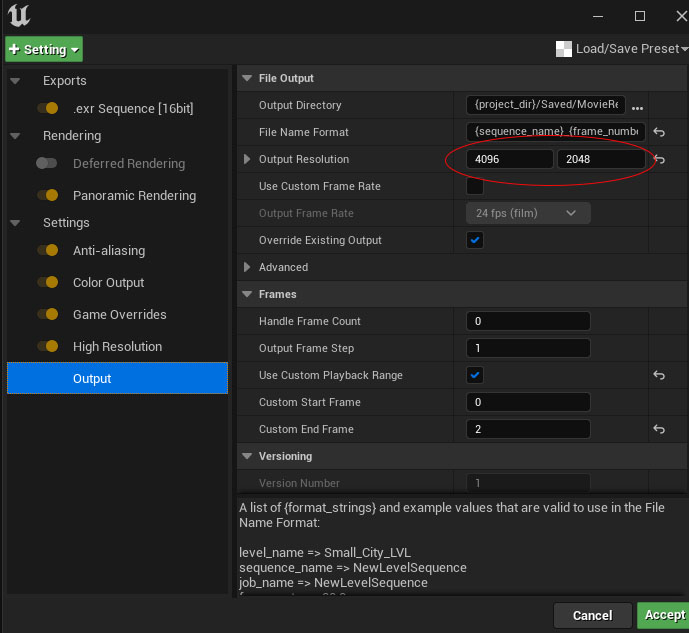 + Setting
Load/Save Preset
Exports
.exr Sequence [16bit]
Rendering
Deferred Rendering
Panoramic Rendering
Settings
Anti-aliasing
Color Output
Game Overrides
High Resolution
Output
File Output
Output Directory {project_dir}/Saved/MovieRe ...
File Name Format {sequence_name}_{frame_numbe
Output Resolution 4096 2048
Use Custom Frame Rate
Output Frame Rate 24 fps (film)
Override Existing Output
Advanced
Frames
Handle Frame Count 0
Output Frame Step 1
Use Custom Playback Range
Custom Start Frame 0
Custom End Frame 2
Versioning
Version Number 1
A list of {format_strings} and example values that are valid to use in the File
Name Format:
level_name => Small_City_LVL
sequence_name => NewLevelSequence
job_name => NewLevelSequence
Cancel
Accept